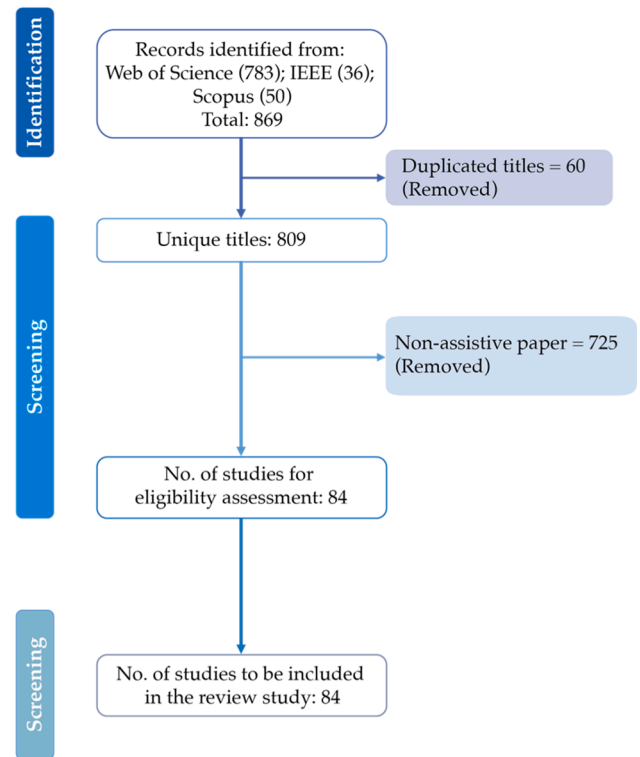 Identification
Records identified from:
Web of Science (783); IEEE (36);
Scopus (50)
Total: 869
Duplicated titles = 60
(Removed)
Screening
Unique titles: 809
Non-assistive paper = 725
(Removed)
No. of studies for
eligibility assessment: 84
Screening
No. of studies to be included
in the review study: 84